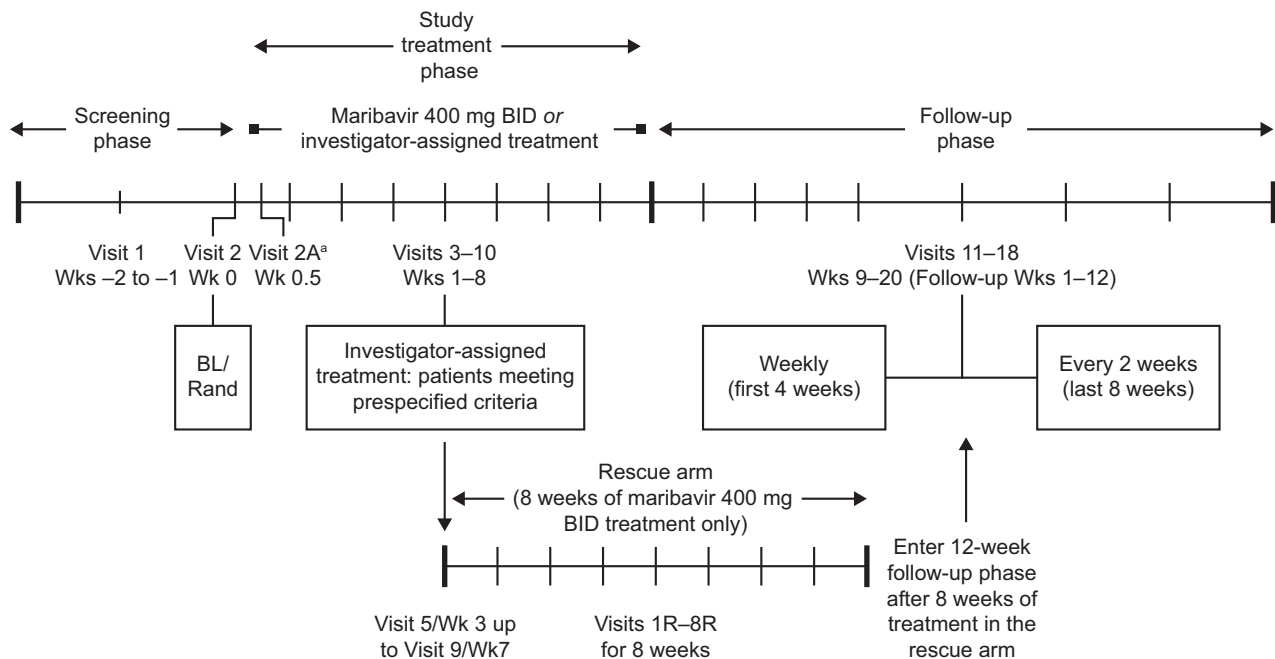 Study
treatment
phase
Screening
phase
Maribavir 400 mg BID or
investigator-assigned treatment
Follow-up
phase
Visit 1
Wks –2 to –1
Visit 2
Wk 0
Visit 2Aᵃ
Wk 0.5
Visits 3–10
Wks 1–8
Visits 11–18
Wks 9–20 (Follow-up Wks 1–12)
BL/
Rand
Investigator-assigned
treatment: patients meeting
prespecified criteria
Weekly
(first 4 weeks)
Every 2 weeks
(last 8 weeks)
Rescue arm
(8 weeks of maribavir 400 mg
BID treatment only)
Enter 12-week
follow-up phase
after 8 weeks of
treatment in the
rescue arm
Visit 5/Wk 3 up
to Visit 9/Wk7
Visits 1R–8R
for 8 weeks